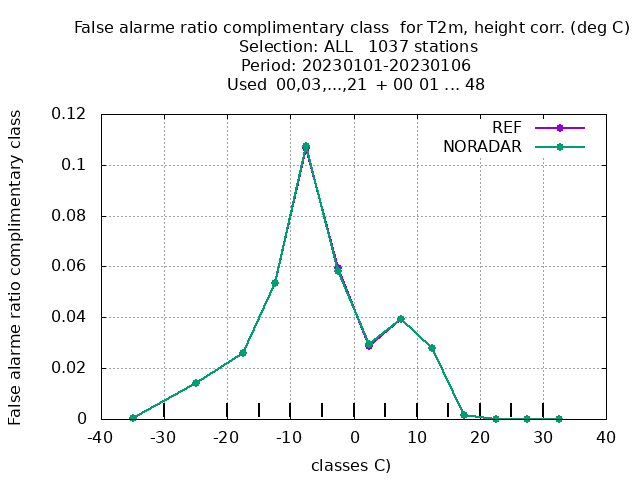 False alarme ratio complimentary class  for T2m, height corr. (deg C)
Selection: ALL   1037 stations
Period: 20230101-20230106
Used  00,03,...,21  + 00 01 ... 48
False alarme ratio complimentary class
0.12
0.1
0.08
0.06
0.04
0.02
0
REF
NORADAR
-40 -30 -20 -10 0 10 20 30 40
classes C)